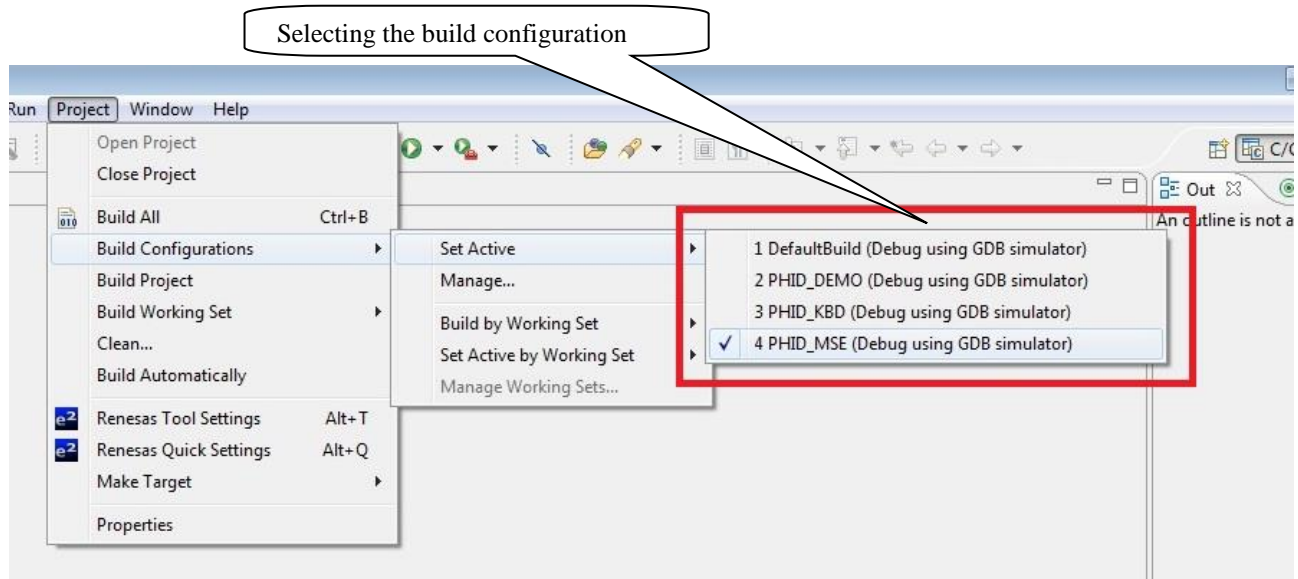 Selecting the build configuration
Run Project Window Help
Open Project
Close Project
Build All Ctrl+B
Build Configurations
Build Project
Build Working Set
Clean...
Build Automatically
Renesas Tool Settings Alt+T
Renesas Quick Settings Alt+Q
Make Target
Properties
Set Active
Manage...
Build by Working Set
Set Active by Working Set
Manage Working Sets...
1 DefaultBuild (Debug using GDB simulator)
2 PHID_DEMO (Debug using GDB simulator)
3 PHID_KBD (Debug using GDB simulator)
4 PHID_MSE (Debug using GDB simulator)
C/C
Out
An outline is not a
010
e2
e2